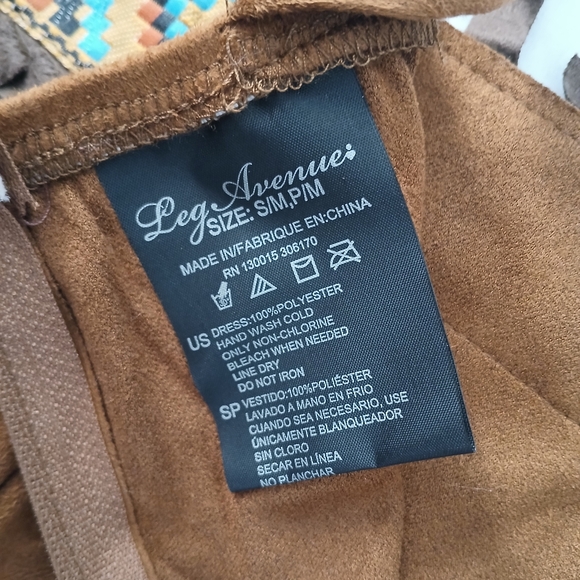 Leg Avenue
SIZE: S/M,P/M
MADE IN/FABRIQUE EN:CHINA
RN 130015 306170
US DRESS:100%POLYESTER
HAND WASH COLD
ONLY NON-CHLORINE
BLEACH WHEN NEEDED
LINE DRY
DO NOT IRON
SP VESTIDO:100%POLIÉSTER
LAVADO A MANO EN FRIO
CUANDO SEA NECESARIO, USE
ÚNICAMENTE BLANQUEADOR
SIN CLORO
SECAR EN LÍNEA
NO PLANCHAR